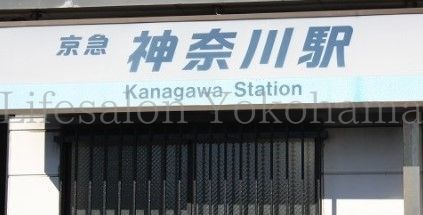 京急 神奈川駅
Kanagawa Station
Lifesalon Yokohama